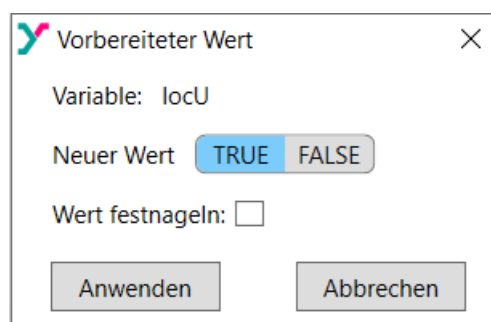 Vorbereiteter Wert
Variable: locU
Neuer Wert TRUE FALSE
Wert festnageln:
Anwenden Abbrechen